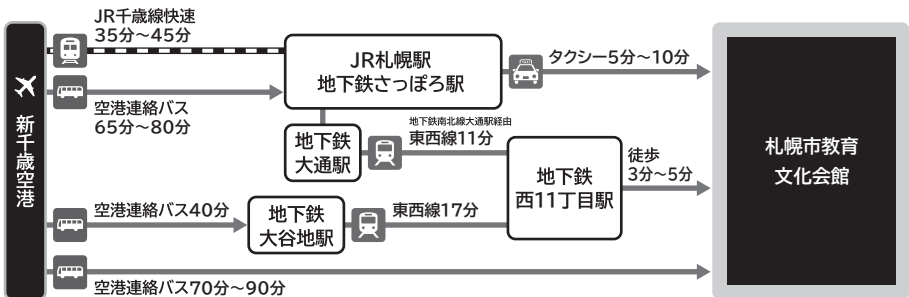 新千歳空港
JR千歳線快速
35分～45分
空港連絡バス
65分～80分
JR札幌駅
地下鉄さっぽろ駅
タクシー5分～10分
地下鉄
大通駅
地下鉄南北線大通駅経由
東西線11分
地下鉄
西11丁目駅
徒歩
3分～5分
空港連絡バス40分
地下鉄
大谷地駅
東西線17分
空港連絡バス70分～90分
札幌市教育
文化会館